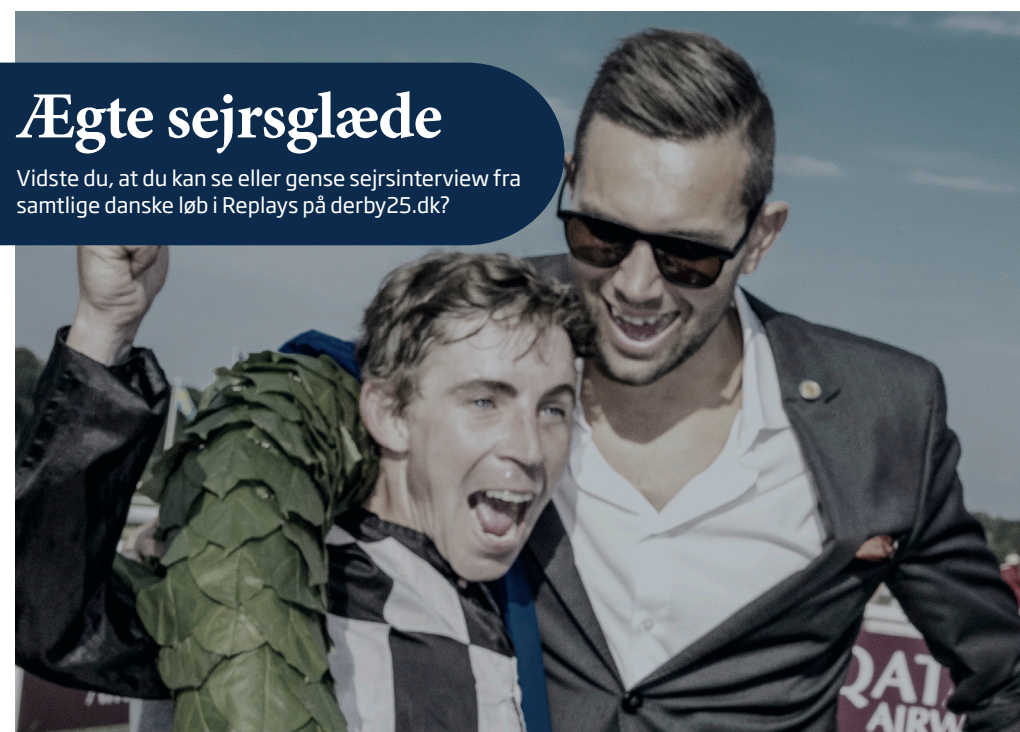 Ægte sejrsglæde
Vidste du, at du kan se eller gense sejrsinterview fra
samtlige danske løb i Replays på derby25.dk?
QAT
AIRW